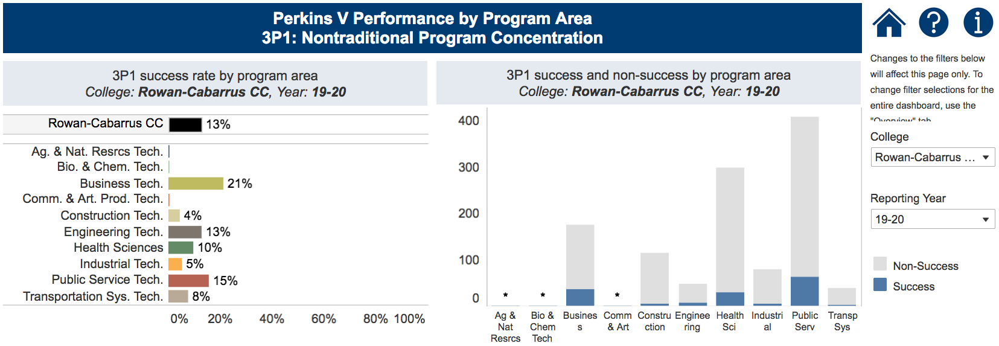 Perkins V Performance by Program Area
3P1: Nontraditional Program Concentration
3P1 success rate by program area
College: Rowan-Cabarrus CC, Year: 19-20
Rowan-Cabarrus CC 13%
Ag. & Nat. Resrcs Tech.
Bio. & Chem. Tech.
Business Tech. 21%
Comm. & Art. Prod. Tech.
Construction Tech. 4%
Engineering Tech. 13%
Health Sciences 10%
Industrial Tech. 5%
Public Service Tech. 15%
Transportation Sys. Tech. 8%
0% 20% 40% 60% 80% 100%
3P1 success and non-success by program area
College: Rowan-Cabarrus CC, Year: 19-20
400
300
200
100
0
* * *
Ag &
Nat
Resrcs
Bio &
Chem
Tech
Busines
s
Comm
& Art
Constru
ction
Enginee
ring
Health
Sci
Industri
al
Public
Serv
Transp
Sys
?
i
Changes to the filters below
will affect this page only. To
change filter selections for the
entire dashboard, use the
"Overview" tab
College
Rowan-Cabarrus ...
Reporting Year
19-20
Non-Success
Success